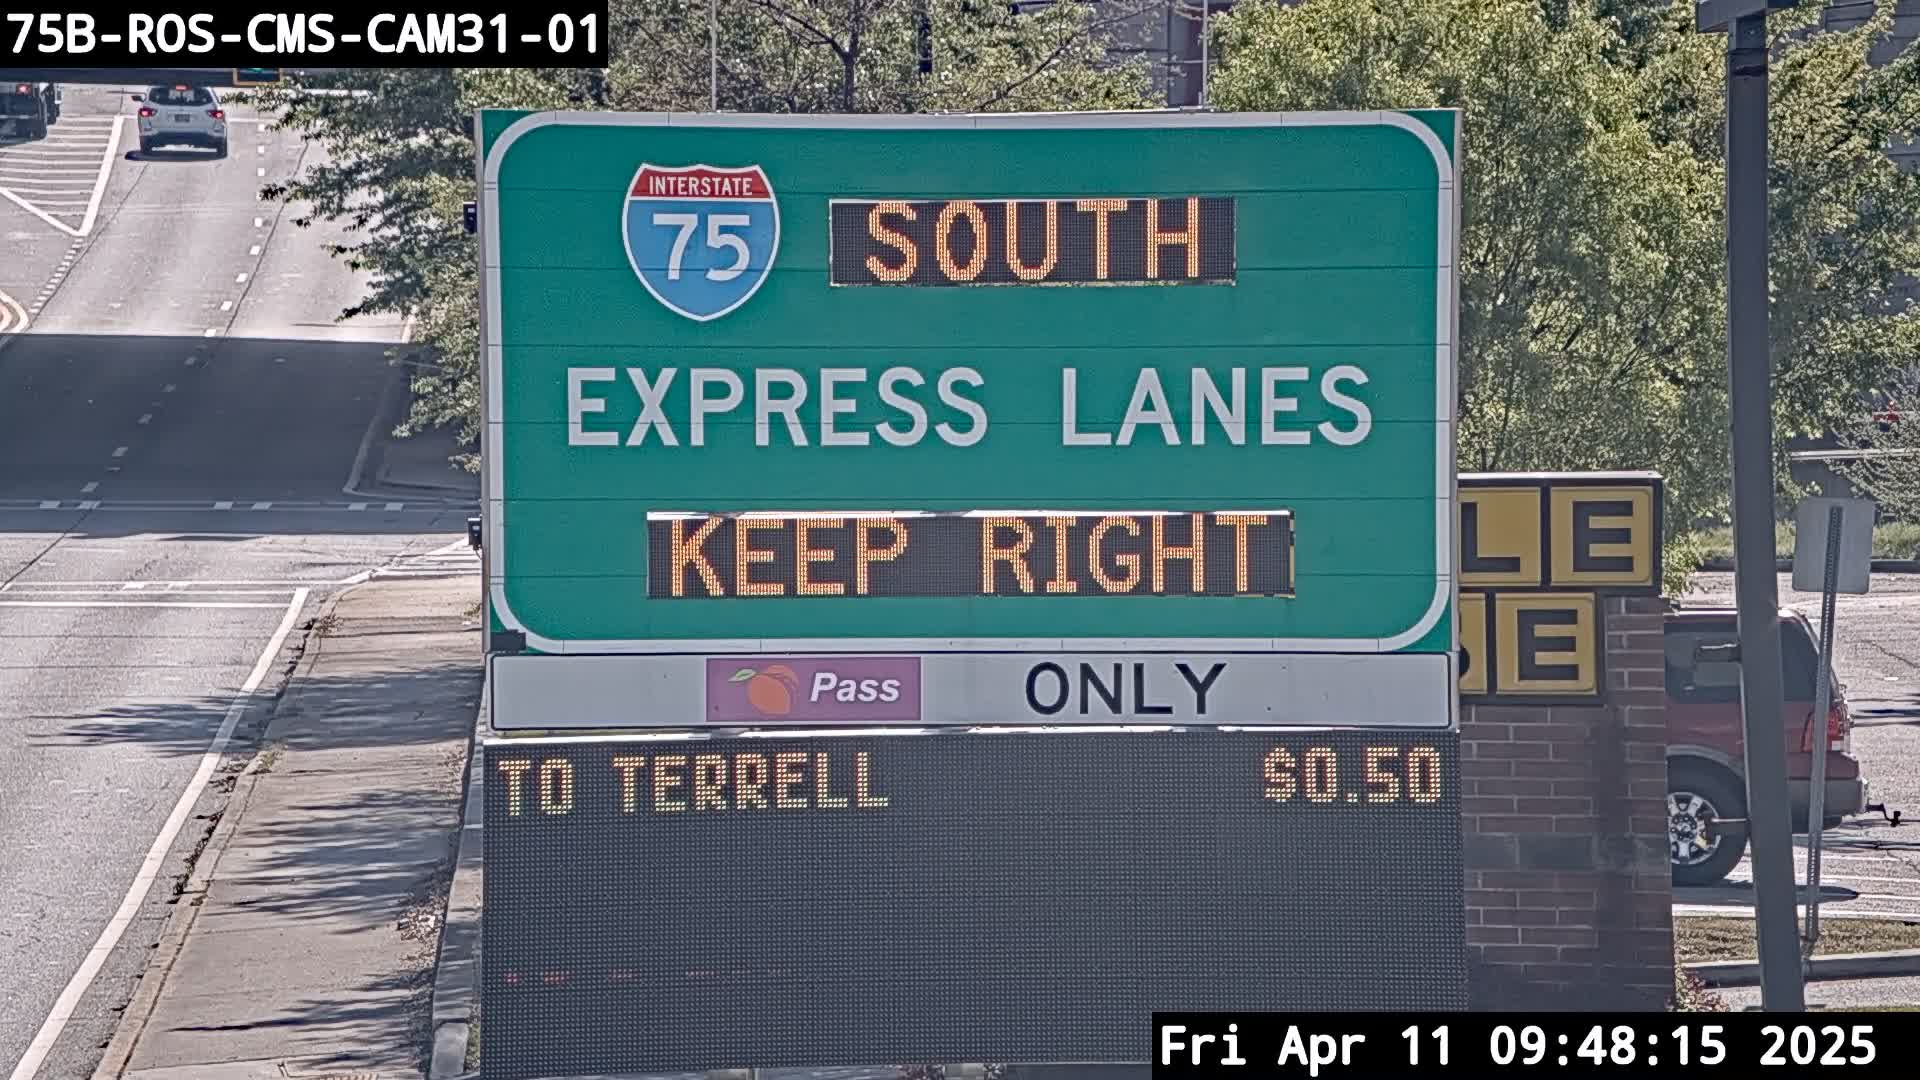 75B-ROS-CMS-CAM31-01
INTERSTATE
75
SOUTH
EXPRESS LANES
KEEP RIGHT
Pass ONLY
TO TERRELL $0.50
LE
E
Fri Apr 11 09:48:15 2025